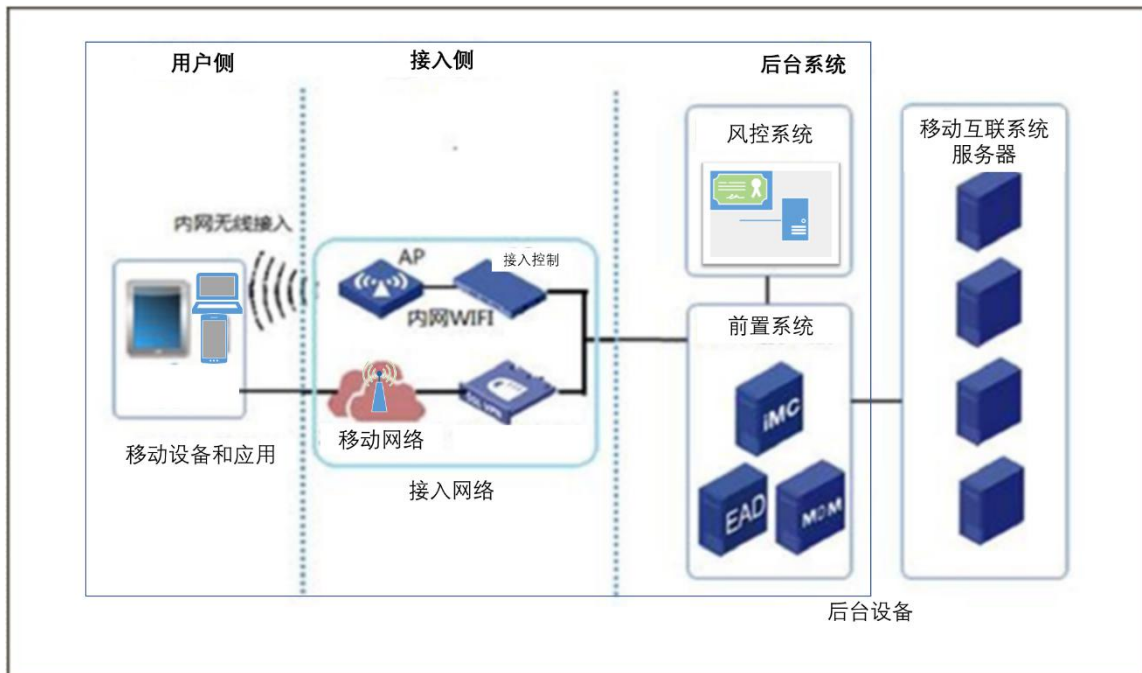 用户侧
接入侧
后台系统
风控系统
移动互联系统
服务器
内网无线接入
AP
接入控制
内网WIFI
前置系统
iMC
SSL VPN
移动网络
移动设备和应用
接入网络
EAD
MDM
后台设备